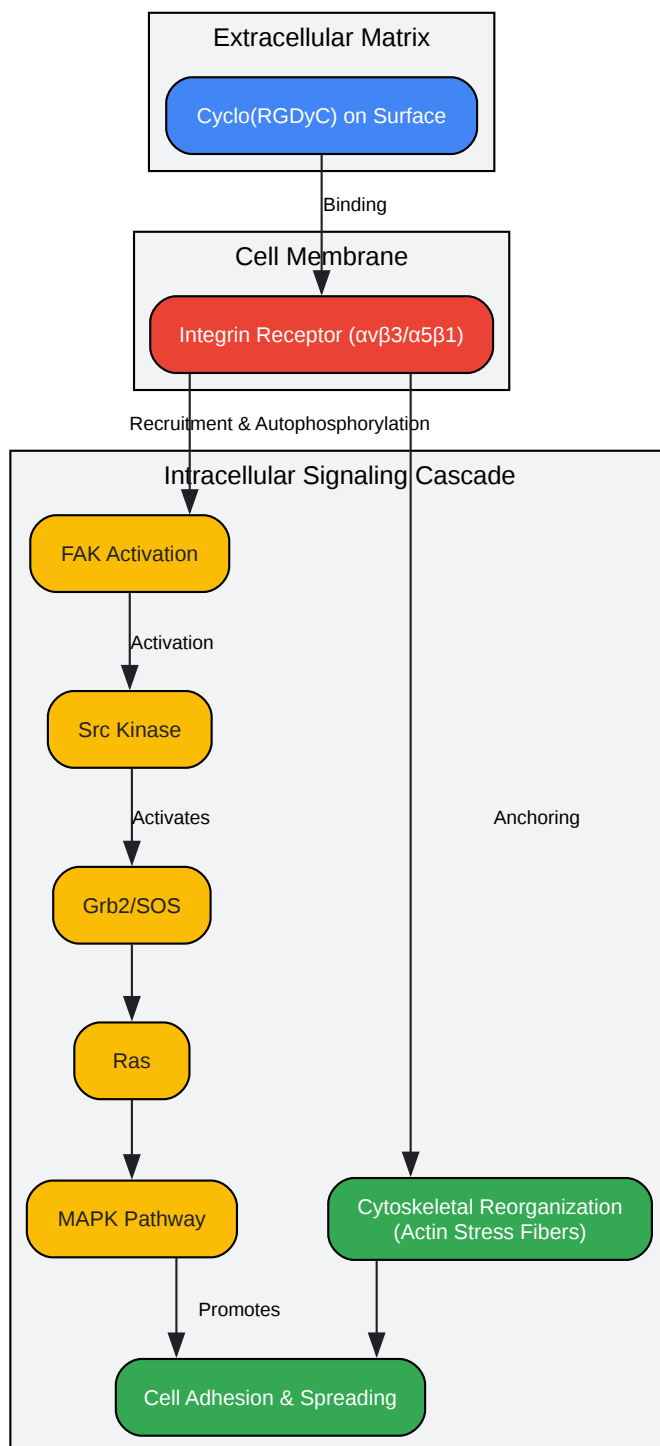 Extracellular Matrix
Cyclo(RGDyC) on Surface
Binding
Cell Membrane
Integrin Receptor (αvβ3/α5β1)
Recruitment & Autophosphorylation
Intracellular Signaling Cascade
FAK Activation
Activation
Src Kinase
Activates
Anchoring
Grb2/SOS
Ras
MAPK Pathway
Cytoskeletal Reorganization
(Actin Stress Fibers)
Promotes
Cell Adhesion & Spreading